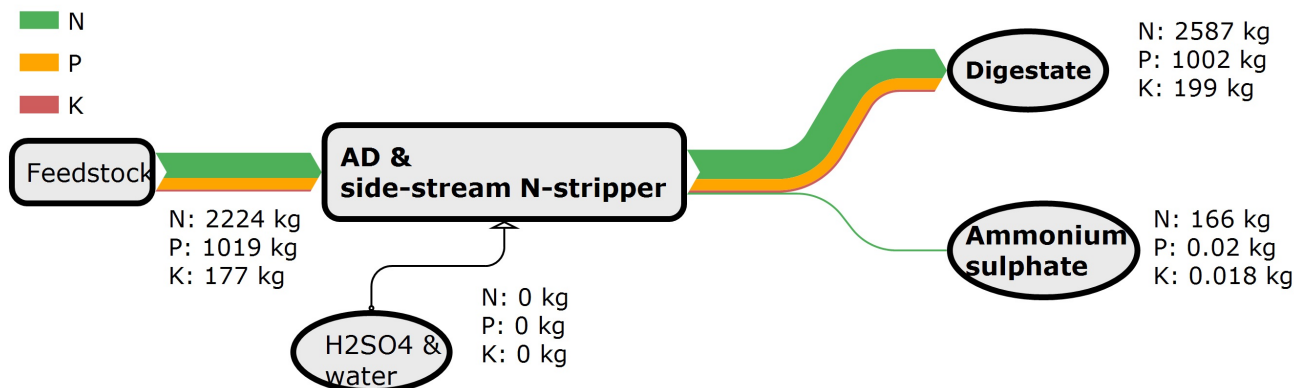 N
P
K
Feedstock
N: 2224 kg
P: 1019 kg
K: 177 kg
AD &
side-stream N-stripper
H2SO4 &
water
N: 0 kg
P: 0 kg
K: 0 kg
Digestate
N: 2587 kg
P: 1002 kg
K: 199 kg
Ammonium
sulphate
N: 166 kg
P: 0.02 kg
K: 0.018 kg